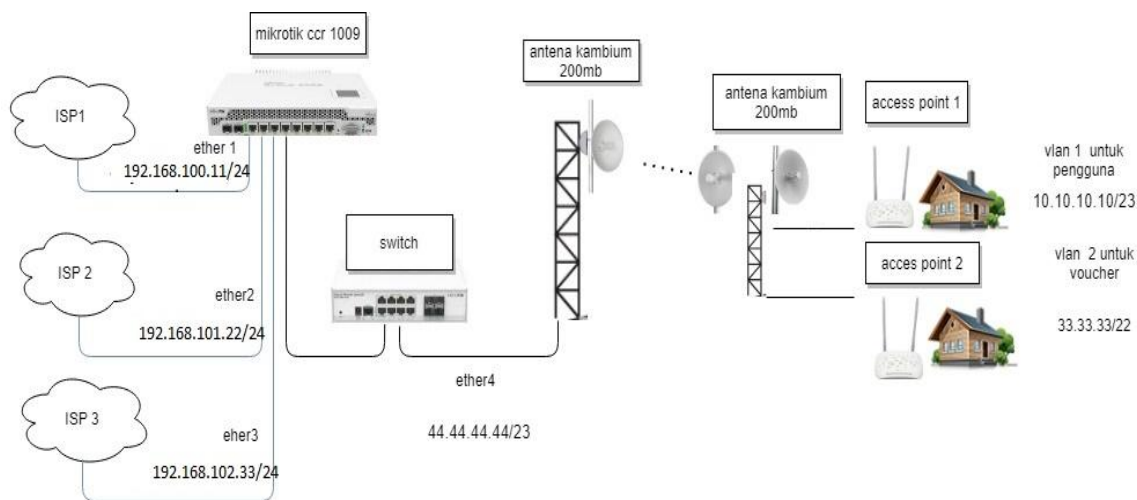 mikrotik ccr 1009
antena kambium
200mb
antena kambium
200mb
access point 1
ISP1
ether 1
192.168.100.11/24
vlan 1 untuk
pengguna
10.10.10.10/23
switch
acces point 2
ISP 2
ether2
192.168.101.22/24
vlan 2 untuk
voucher
33.33.33/22
ether4
44.44.44.44/23
ISP 3
eher3
192.168.102.33/24